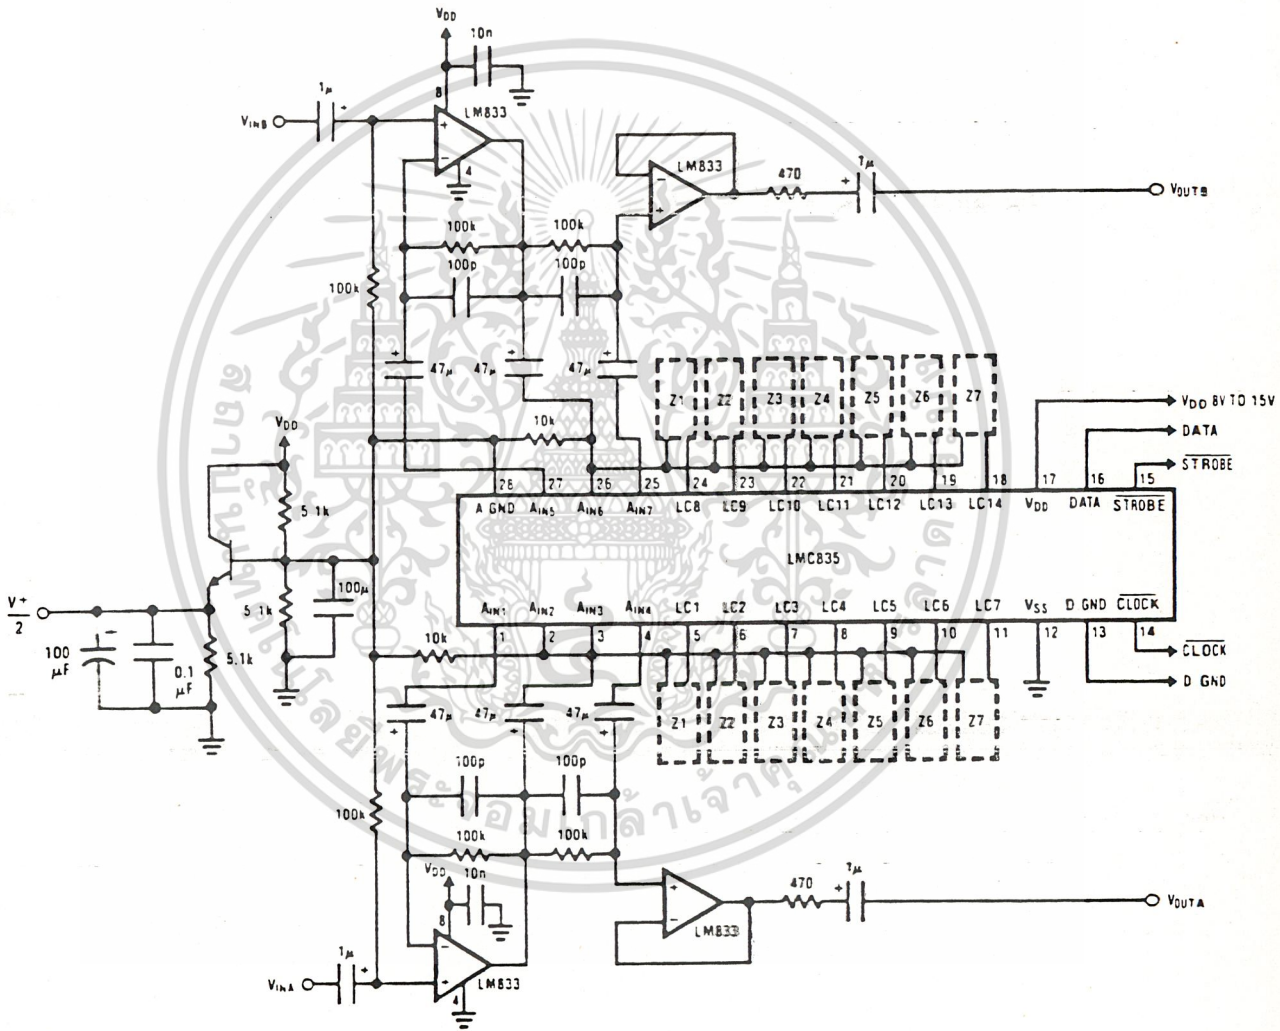 VDD
10n
1μ
8
LM833
VINB
4
LM833
470
1μ
VOUTB
100k
100k
100p
100p
100k
47μ
47μ
47μ
Z1 Z2 Z3 Z4 Z5 Z6 Z7
VDD 8V TO 15V
DATA
STROBE
10k
VDD
28 27 26 25 24 23 22 21 20 19 18 17 16 15
A GND AIN5 AIN6 AIN7 LC8 LC9 LC10 LC11 LC12 LC13 LC14 VDD DATA STROBE
5.1k
LMC835
100μ
V+/2
5.1k
AIN1 AIN2 AIN3 AIN4 LC1 LC2 LC3 LC4 LC5 LC6 LC7 VSS D GND CLOCK
1 2 3 4 5 6 7 8 9 10 11 12 13 14
10k
100 μF
0.1 μF
5.1k
CLOCK
D GND
47μ
47μ
47μ
Z1 Z2 Z3 Z4 Z5 Z6 Z7
100p
100p
100k
100k
100k
VDD
10n
8
470
1μ
VOUTA
LM833
1μ
VINA
LM833
4